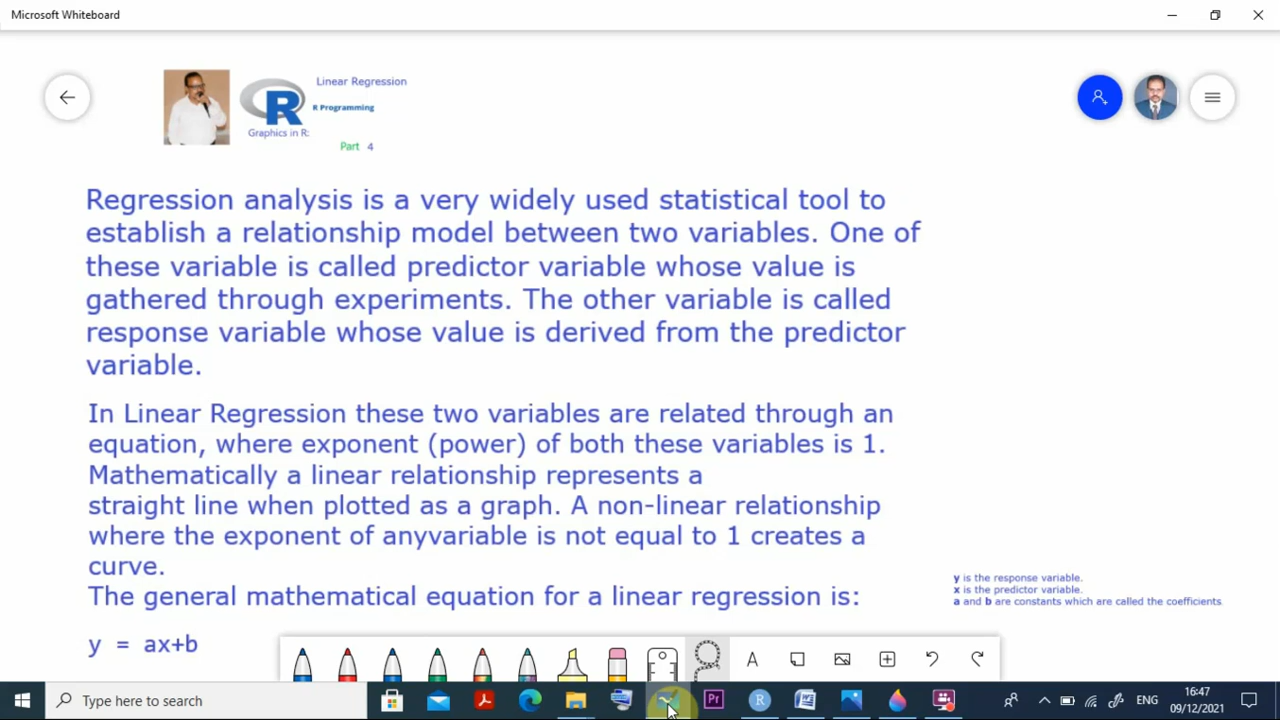 Microsoft Whiteboard
Linear Regression
R
R Programming
Graphics in R:
Part 4
Regression analysis is a very widely used statistical tool to
establish a relationship model between two variables. One of
these variable is called predictor variable whose value is
gathered through experiments. The other variable is called
response variable whose value is derived from the predictor
variable.
In Linear Regression these two variables are related through an
equation, where exponent (power) of both these variables is 1.
Mathematically a linear relationship represents a
straight line when plotted as a graph. A non-linear relationship
where the exponent of anyvariable is not equal to 1 creates a
curve.
The general mathematical equation for a linear regression is:
y = ax+b
y is the response variable.
x is the predictor variable.
a and b are constants which are called the coefficients
A
Type here to search
Pr
R
W
ENG
16:47
09/12/2021